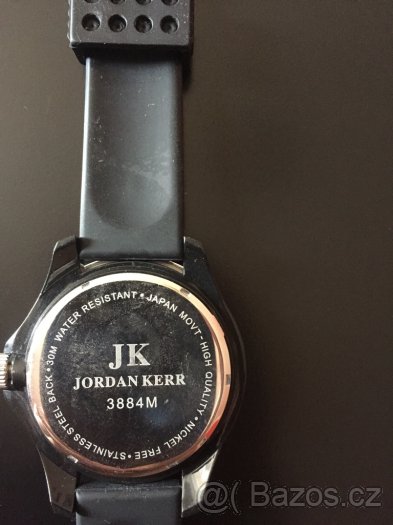 30M WATER RESISTANT • JAPAN MOVT - HIGH QUALITY • NICKEL FREE • STAINLESS STEEL BACK •
JK
JORDAN KERR
3884M
@( Bazos.cz